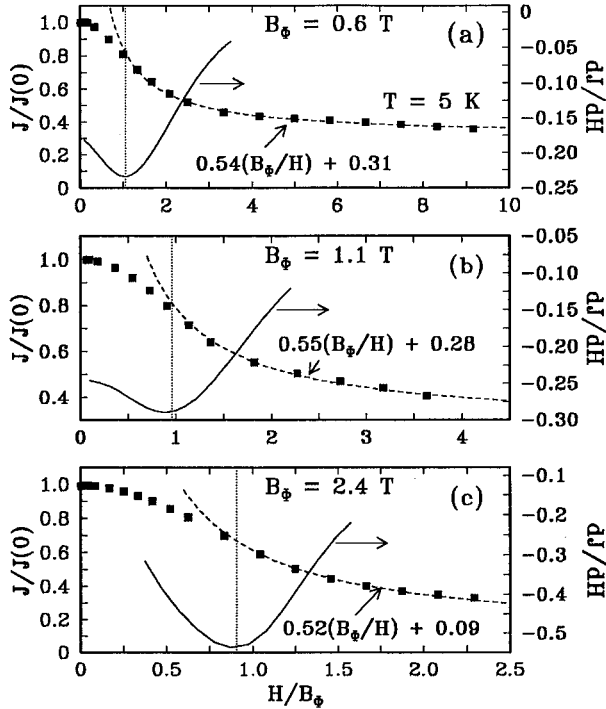 B_Φ = 0.6 T
(a)
T = 5 K
0.54(B_Φ/H) + 0.31
J/J(0)
dJ/dH
1.0
0.8
0.6
0.4
0.2
0
0
-0.05
-0.10
-0.15
-0.20
-0.25
0 2 4 6 8 10
B_Φ = 1.1 T
(b)
0.55(B_Φ/H) + 0.28
J/J(0)
dJ/dH
1.0
0.8
0.6
0.4
-0.05
-0.10
-0.15
-0.20
-0.25
-0.30
0 1 2 3 4
B_Φ = 2.4 T
(c)
0.52(B_Φ/H) + 0.09
J/J(0)
dJ/dH
1.0
0.8
0.6
0.4
0.2
0
-0.1
-0.2
-0.3
-0.4
-0.5
0 0.5 1.0 1.5 2.0 2.5
H/B_Φ